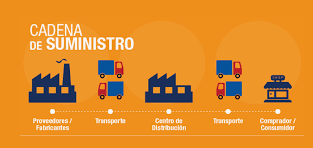 CADENA
DE SUMINISTRO
Proveedores /
Fabricantes
Transporte
Centro de
Distribución
Transporte
Comprador /
Consumidor